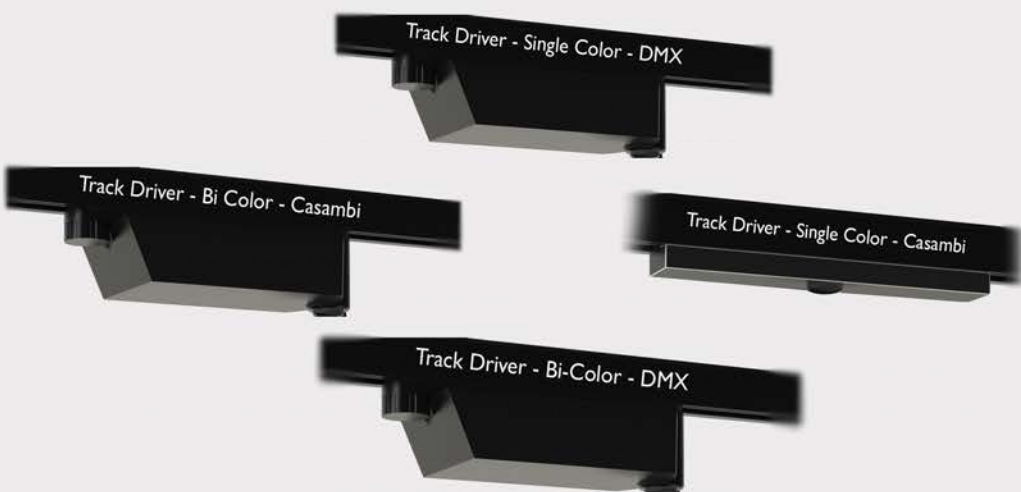 Track Driver - Single Color - DMX
Track Driver - Bi Color - Casambi
Track Driver - Single Color - Casambi
Track Driver - Bi-Color - DMX